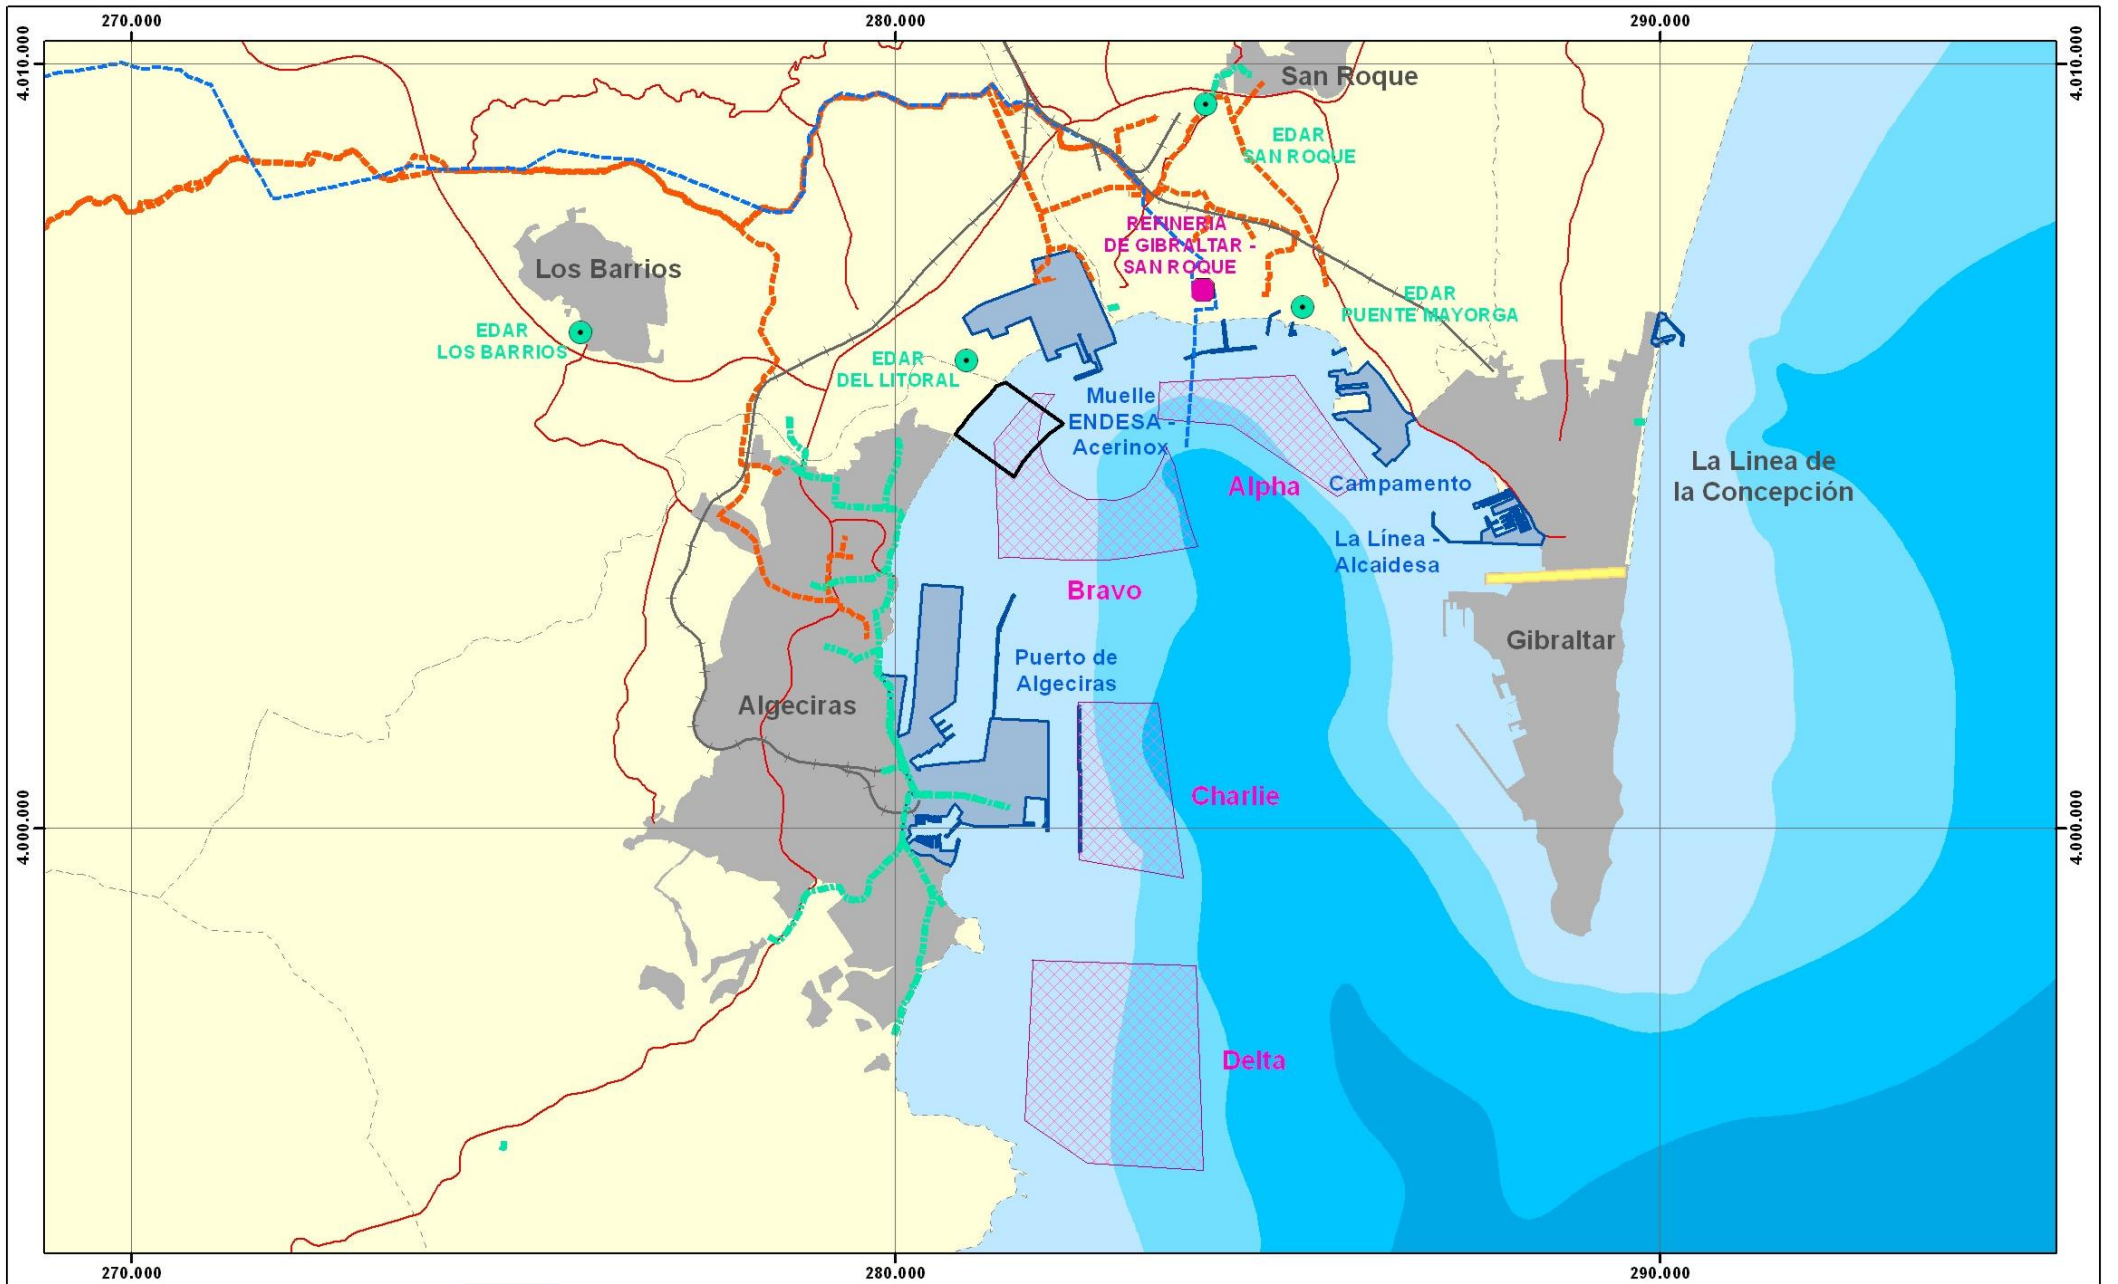 270.000
280.000
290.000
4.010.000
4.010.000
San Roque
EDAR
SAN ROQUE
REFINERIA
DE GIBRALTAR -
SAN ROQUE
Los Barrios
EDAR
PUENTE MAYORGA
EDAR
LOS BARRIOS
EDAR
DEL LITORAL
Muelle
ENDESA -
Acerinox
La Linea de
la Concepción
Alpha
Campamento
La Línea -
Alcaidesa
Bravo
Gibraltar
Puerto de
Algeciras
Algeciras
Charlie
4.000.000
4.000.000
Delta
270.000
280.000
290.000